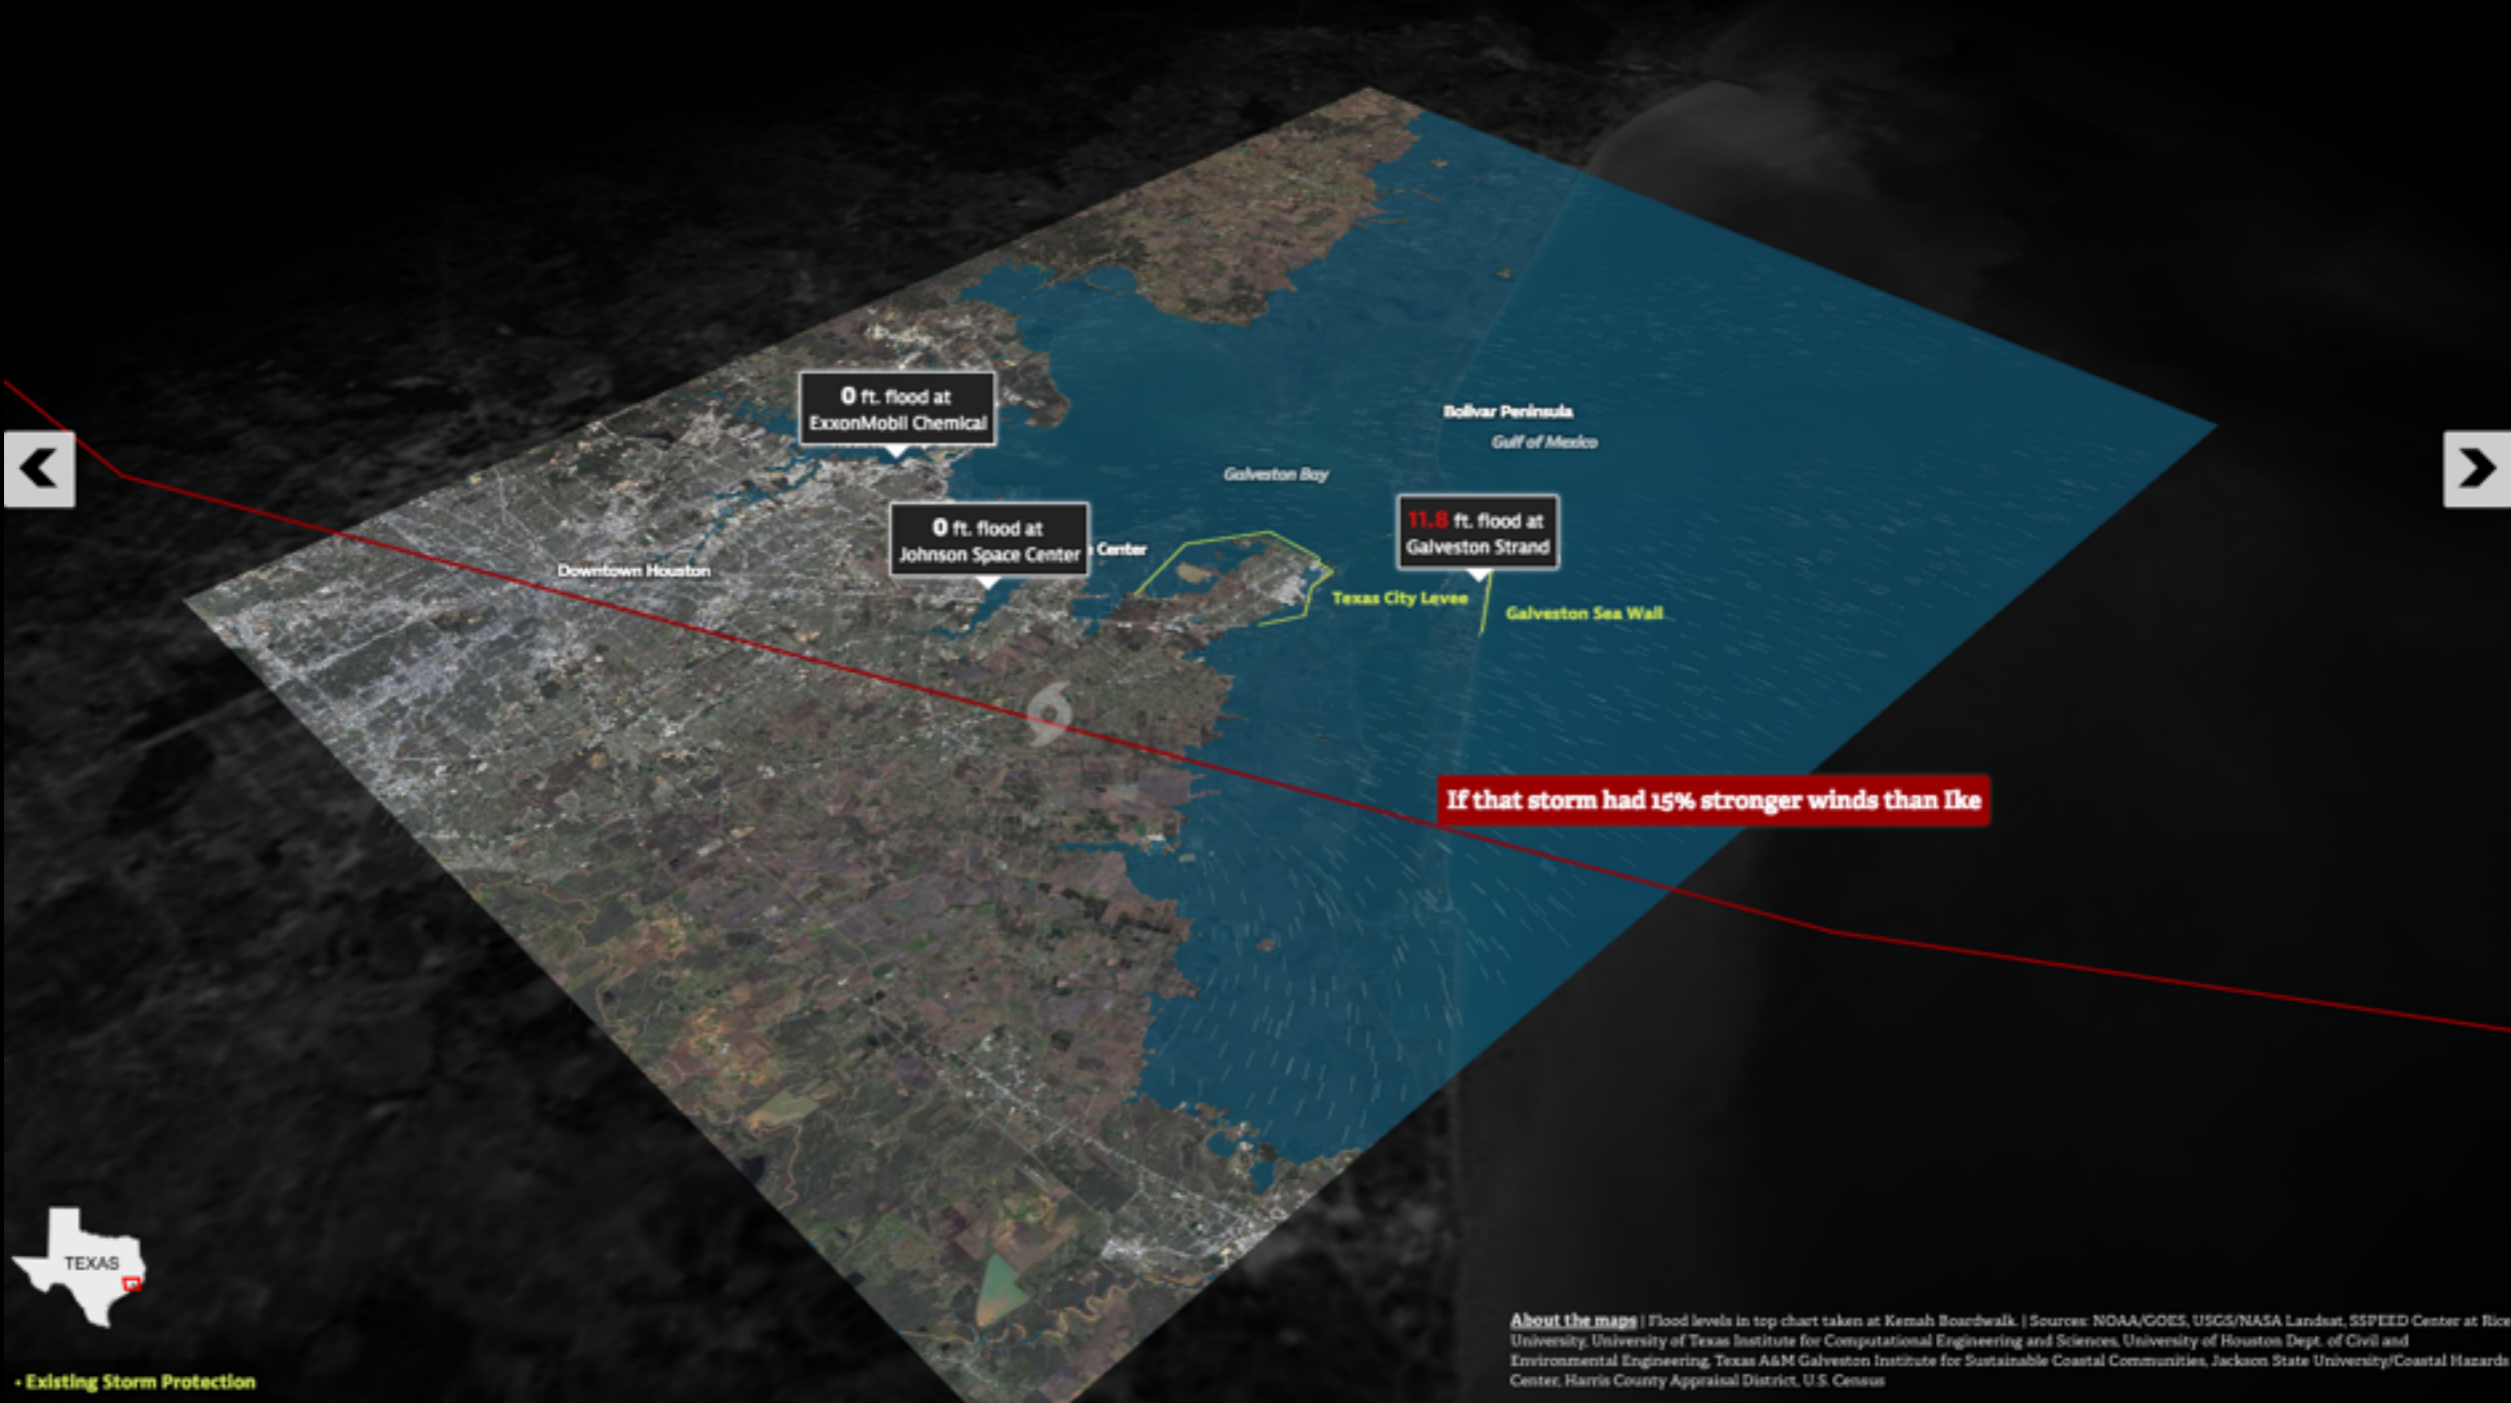 0 ft. flood at
ExxonMobil Chemical
Bolivar Peninsula
Gulf of Mexico
Galveston Bay
0 ft. flood at
Johnson Space Center
Center
11.8 ft. flood at
Galveston Strand
Downtown Houston
Texas City Levee
Galveston Sea Wall
If that storm had 15% stronger winds than Ike
TEXAS
• Existing Storm Protection
About the maps | Flood levels in top chart taken at Kemah Boardwalk. | Sources: NOAA/GOES, USGS/NASA Landsat, SSPEED Center at Rice
University, University of Texas Institute for Computational Engineering and Sciences, University of Houston Dept. of Civil and
Environmental Engineering, Texas A&M Galveston Institute for Sustainable Coastal Communities, Jackson State University/Coastal Hazards
Center, Harris County Appraisal District, U.S. Census